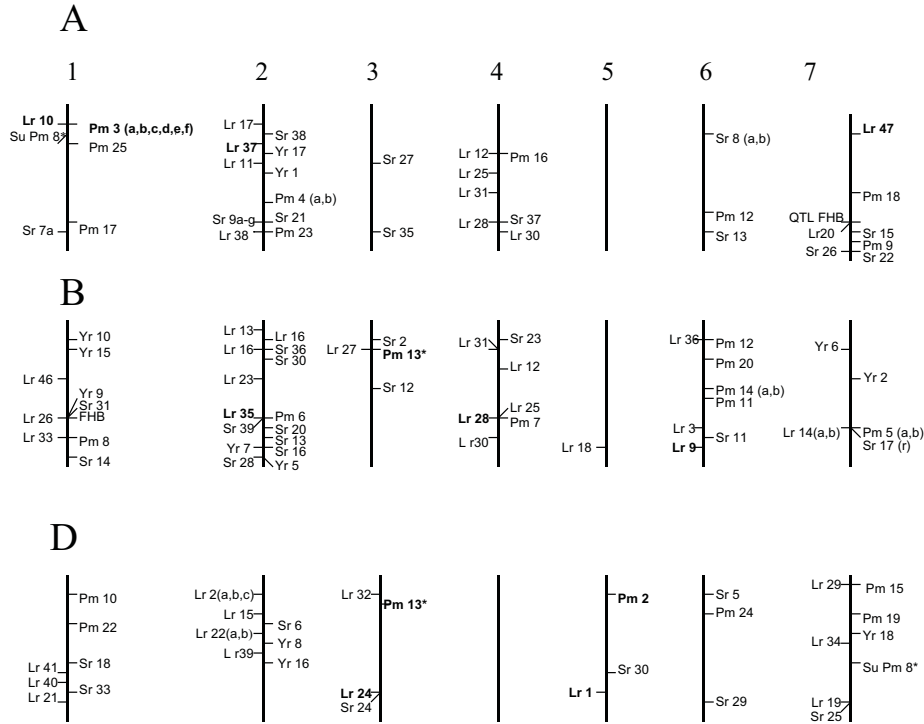 A
1 2 3 4 5 6 7
Lr 10
Su Pm 8*
Sr 7a
Pm 3 (a,b,c,d,e,f)
Pm 25
Pm 17
Lr 17
Lr 37
Lr 11
Sr 9a-g
Lr 38
Sr 38
Yr 17
Yr 1
Pm 4 (a,b)
Sr 21
Pm 23
Sr 27
Sr 35
Lr 12
Lr 25
Lr 31
Lr 28
Pm 16
Sr 37
Lr 30
Sr 8 (a,b)
Pm 12
Sr 13
QTL FHB
Lr20
Sr 26
Lr 47
Pm 18
Sr 15
Pm 9
Sr 22
B
Lr 46
Lr 26
Lr 33
Yr 10
Yr 15
Yr 9
Sr 31
FHB
Pm 8
Sr 14
Lr 13
Lr 16
Lr 23
Lr 35
Sr 39
Yr 7
Sr 28
Lr 16
Sr 36
Sr 30
Pm 6
Sr 20
Sr 13
Sr 16
Yr 5
Lr 27
Sr 2
Pm 13*
Sr 12
Lr 31
Lr 28
L r30
Sr 23
Lr 12
Lr 25
Pm 7
Lr 18
Lr 36
Lr 3
Lr 9
Pm 12
Pm 20
Pm 14 (a,b)
Pm 11
Sr 11
Yr 6
Lr 14(a,b)
Yr 2
Pm 5 (a,b)
Sr 17 (r)
D
Lr 41
Lr 40
Lr 21
Pm 10
Pm 22
Sr 18
Sr 33
Lr 2(a,b,c)
Lr 15
Lr 22(a,b)
L r39
Sr 6
Yr 8
Yr 16
Lr 32
Lr 24
Sr 24
Pm 13*
Lr 1
Pm 2
Sr 30
Sr 5
Pm 24
Sr 29
Lr 29
Lr 34
Lr 19
Sr 25
Pm 15
Pm 19
Yr 18
Su Pm 8*